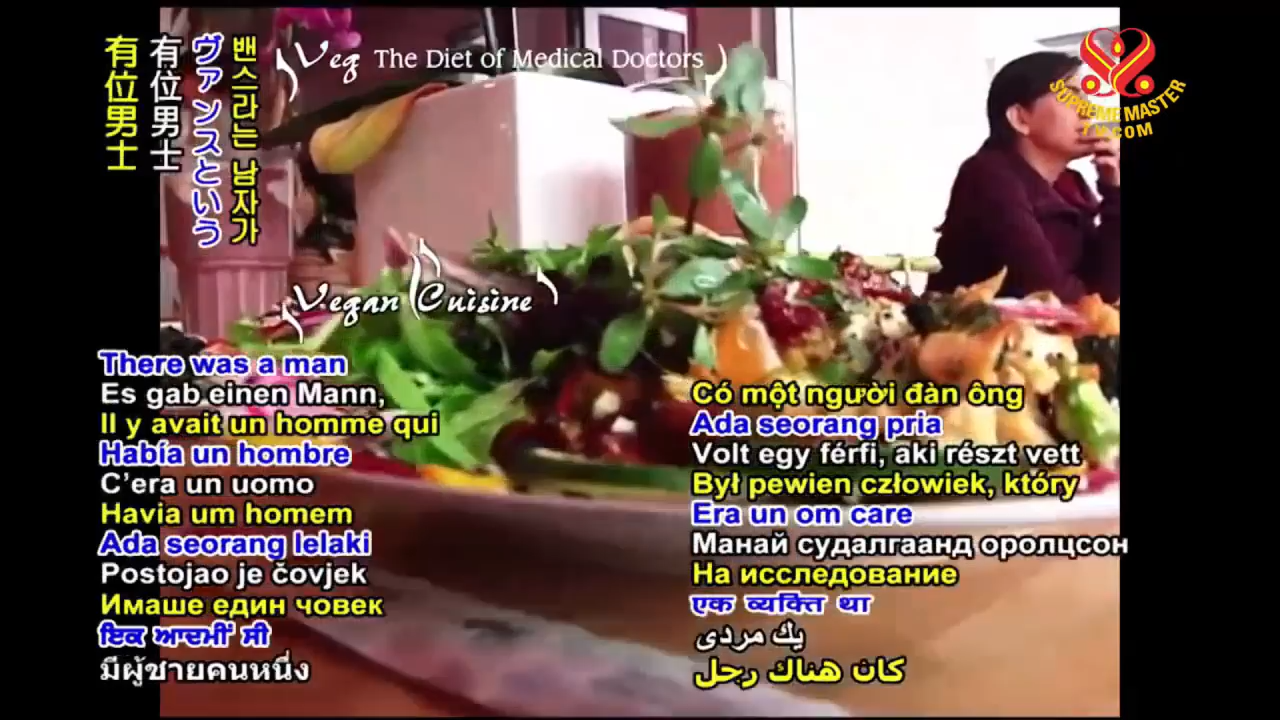 Veg The Diet of Medical Doctors
SUPREME MASTER
TV.COM
有位男士
有位男士
ヴァンスという
밴스라는 남자가
Vegan Cuisine
There was a man
Es gab einen Mann,
Il y avait un homme qui
Había un hombre
C’era un uomo
Havia um homem
Ada seorang lelaki
Postojao je čovjek
Имаше един човек
ਇਕ ਆਦਮੀਂ ਸੀ
มีผู้ชายคนหนึ่ง
Có một người đàn ông
Ada seorang pria
Volt egy férfi, aki részt vett
Był pewien człowiek, który
Era un om care
Манай судалгаанд оролцсон
На исследование
एक व्यक्ति था
يك مردى
كان هناك رجل